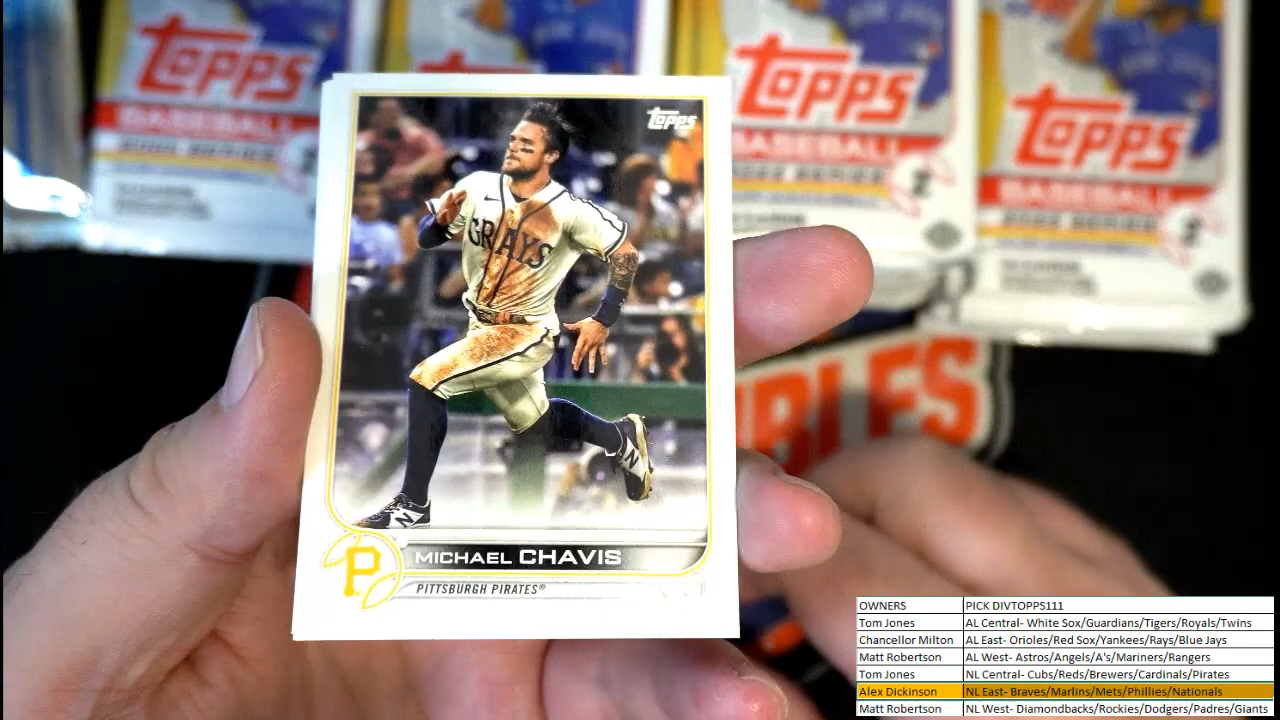 Topps
Topps
BASEBALL
Topps
BASEBALL
Topps
GRAYS
N
N
P
MICHAEL CHAVIS
PITTSBURGH PIRATES®
OWNERS PICK DIVTOPPS111
Tom Jones AL Central- White Sox/Guardians/Tigers/Royals/Twins
Chancellor Milton AL East- Orioles/Red Sox/Yankees/Rays/Blue Jays
Matt Robertson AL West- Astros/Angels/A's/Mariners/Rangers
Tom Jones NL Central- Cubs/Reds/Brewers/Cardinals/Pirates
Alex Dickinson NL East- Braves/Marlins/Mets/Phillies/Nationals
Matt Robertson NL West- Diamondbacks/Rockies/Dodgers/Padres/Giants